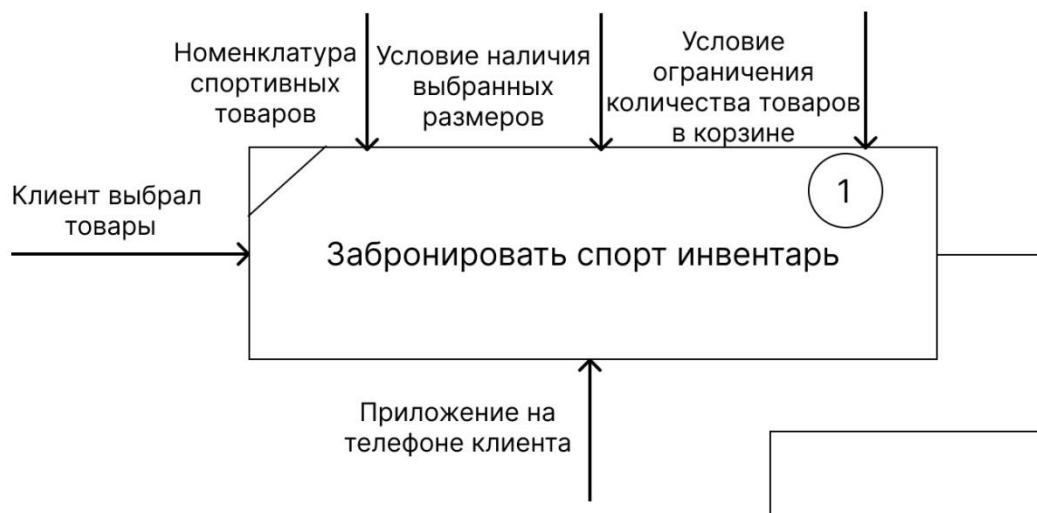 Номенклатура
спортивных
товаров
Условие наличия
выбранных
размеров
Условие
ограничения
количества товаров
в корзине
1
Клиент выбрал
товары
Забронировать спорт инвентарь
Приложение на
телефоне клиента